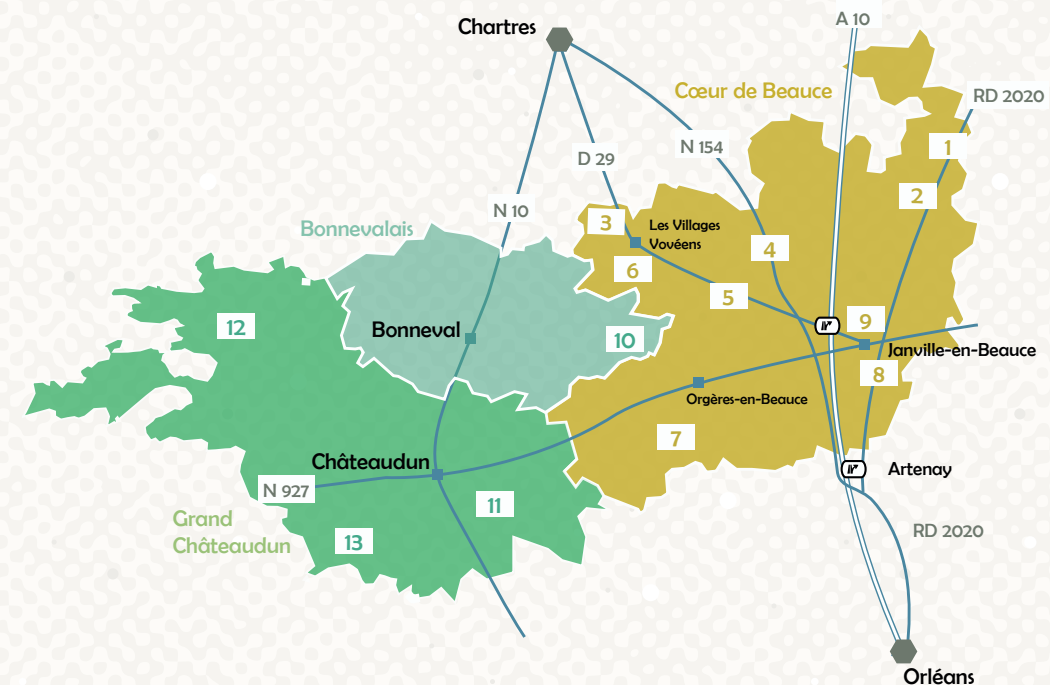 A 10
Chartres
Cœur de Beauce
RD 2020
1
N 154
D 29
2
N 10
3
Les Villages
Vovéens
Bonnevalais
4
6
5
12
9
Bonneval
10
Janville-en-Beauce
8
Orgères-en-Beauce
7
Châteaudun
Artenay
N 927
11
Grand
Châteaudun
13
RD 2020
Orléans